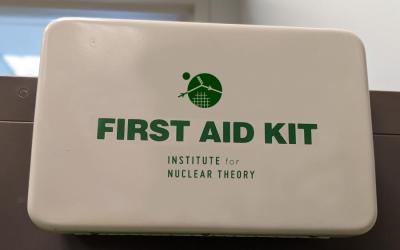 FIRST AID KIT
INSTITUTE for
NUCLEAR THEORY